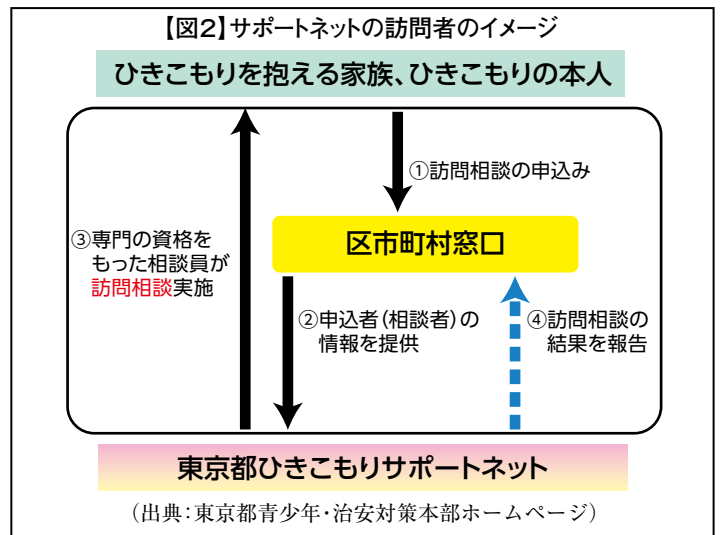 【図2】サポートネットの訪問者のイメージ
ひきこもりを抱える家族、ひきこもりの本人
①訪問相談の申込み
区市町村窓口
③専門の資格を
もった相談員が
訪問相談実施
②申込者(相談者)の
情報を提供
④訪問相談の
結果を報告
東京都ひきこもりサポートネット
(出典:東京都青少年・治安対策本部ホームページ)